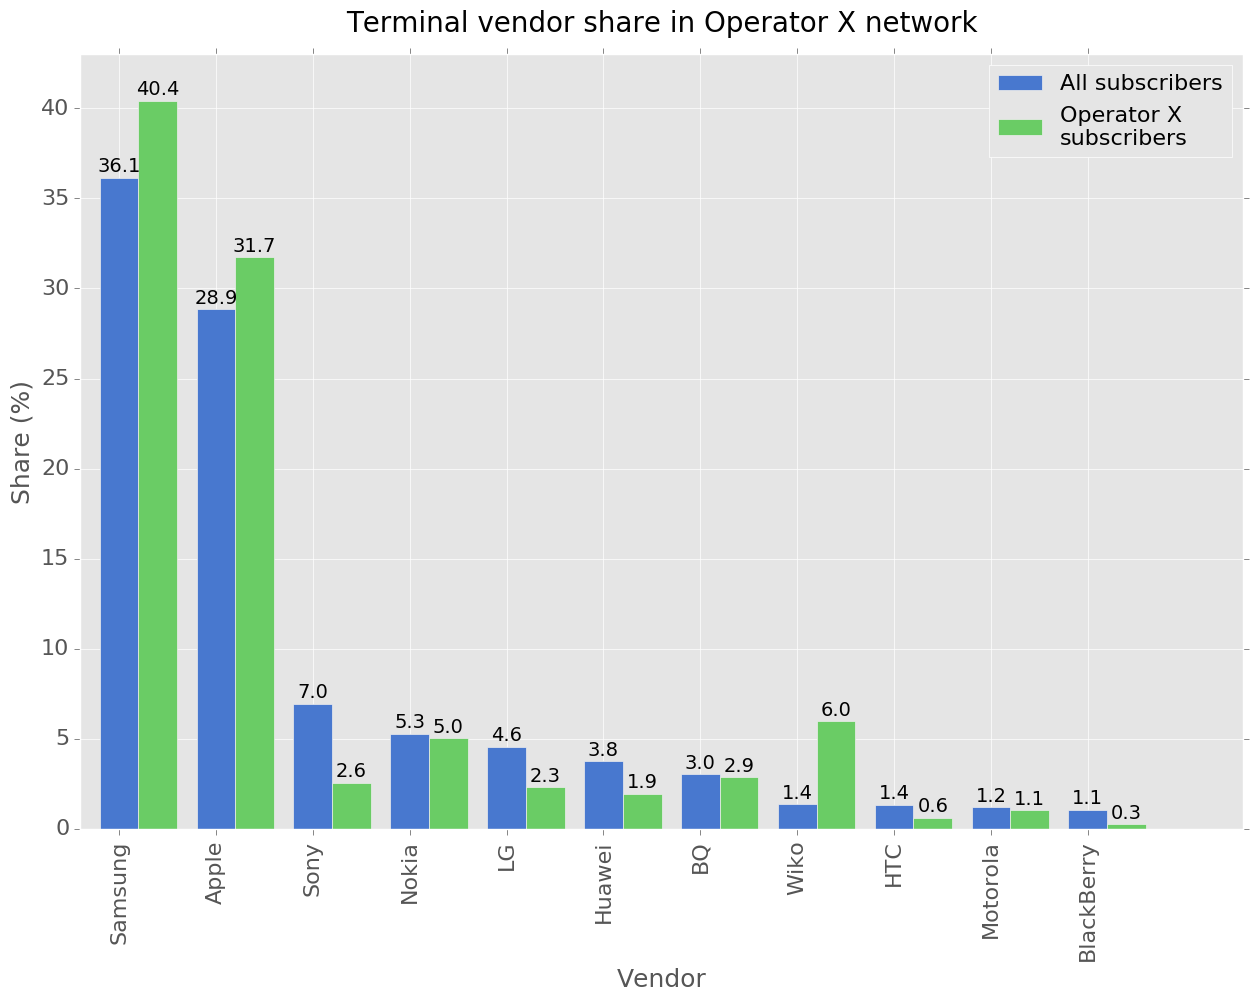 Terminal vendor share in Operator X network
All subscribers
Operator X
subscribers
Share (%)
40
35
30
25
20
15
10
5
0
36.1
40.4
28.9
31.7
7.0
2.6
5.3
5.0
4.6
2.3
3.8
1.9
3.0
2.9
1.4
6.0
1.4
0.6
1.2
1.1
1.1
0.3
Samsung
Apple
Sony
Nokia
LG
Huawei
BQ
Wiko
HTC
Motorola
BlackBerry
Vendor